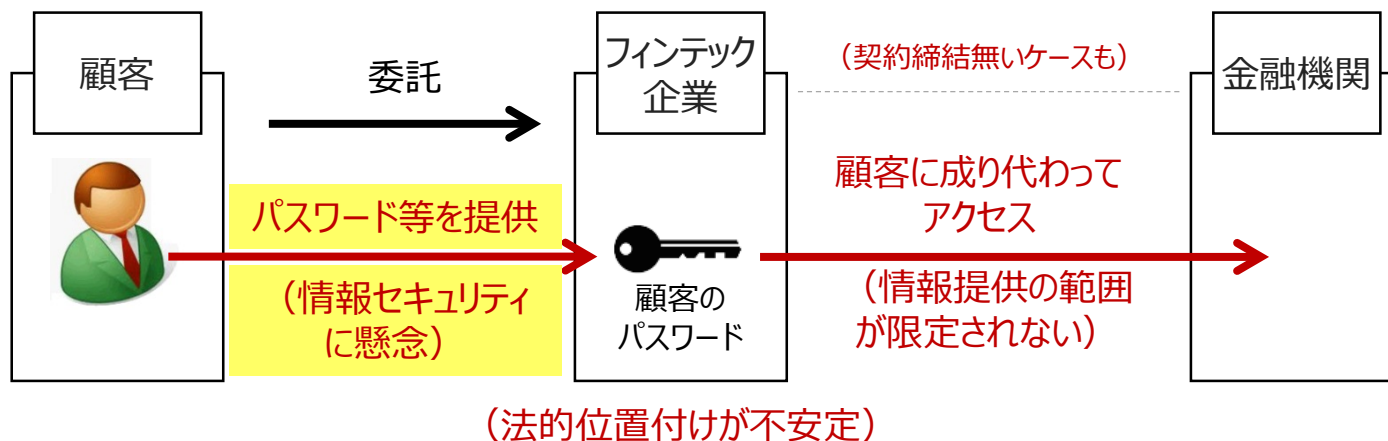 顧客
委託
パスワード等を提供
（情報セキュリティ
に懸念）
フィンテック
企業
顧客の
パスワード
（契約締結無いケースも）
顧客に成り代わって
アクセス
（情報提供の範囲
が限定されない）
金融機関
（法的位置付けが不安定）